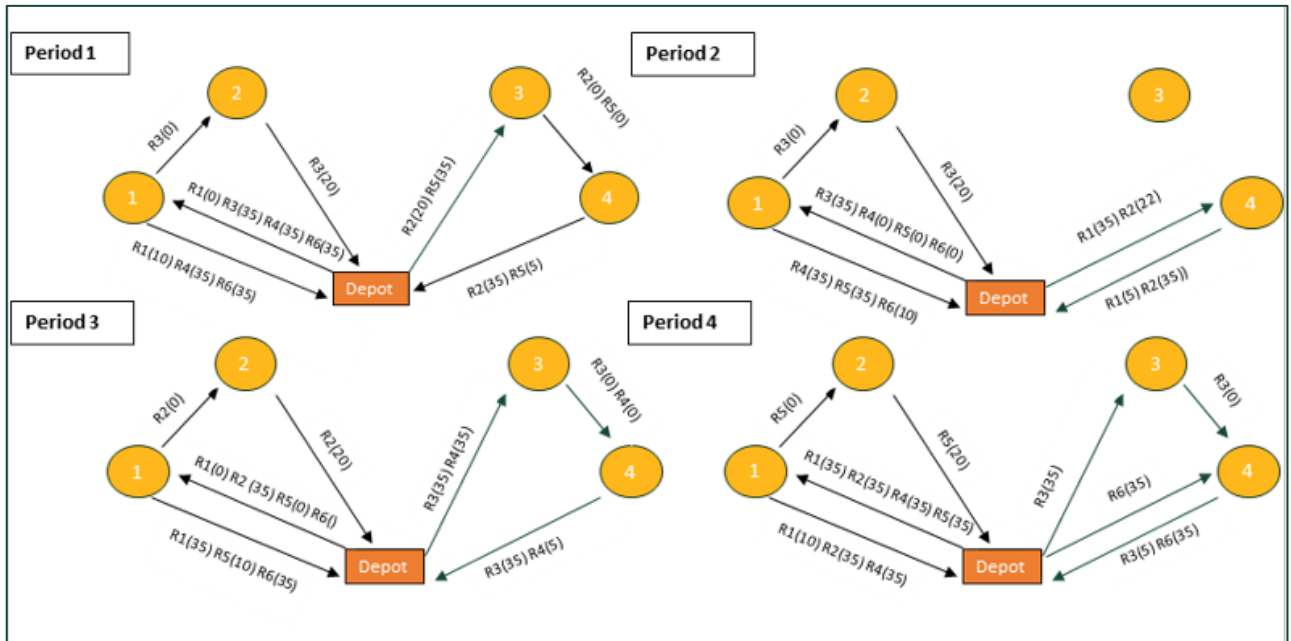 Period 1
2
3
R2(0) R5(0)
R3(0)
R3(20)
R2(20) R5(35)
1
R1(0) R3(35) R4(35) R6(35)
4
R1(10) R4(35) R6(35)
R2(35) R5(5)
Depot
Period 2
2
3
R3(0)
R3(20)
1
R3(35) R4(0) R5(0) R6(0)
R1(35) R2(22)
4
R4(35) R5(35) R6(10)
R1(5) R2(35))
Depot
Period 3
2
3
R3(0) R4(0)
R2(0)
R2(20)
R3(35) R4(35)
1
R1(0) R2 (35) R5(0) R6()
4
R1(35) R5(10) R6(35)
R3(35) R4(5)
Depot
Period 4
2
3
R3(0)
R5(0)
R5(20)
R3(35)
1
R1(35) R2(35) R4(35) R5(35)
R6(35)
4
R1(10) R2(35) R4(35)
R3(5) R6(35)
Depot